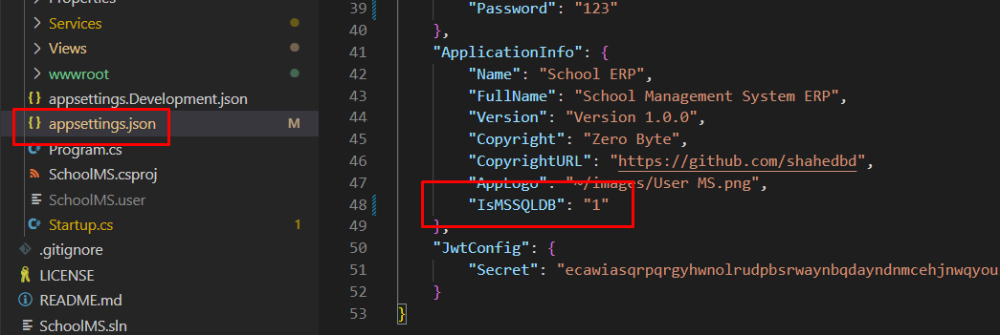 Properties
Services
Views
wwwroot
{} appsettings.Development.json
{} appsettings.json M
Program.cs
SchoolMS.csproj
SchoolMS.user
Startup.cs 1
.gitignore
LICENSE
README.md
SchoolMS.sln
39 "Password": "123"
40 },
41 "ApplicationInfo": {
42 "Name": "School ERP",
43 "FullName": "School Management System ERP",
44 "Version": "Version 1.0.0",
45 "Copyright": "Zero Byte",
46 "CopyrightURL": "https://github.com/shahedbd",
47 "AppLogo": "~/images/User MS.png",
48 "IsMSSQLDB": "1"
49 },
50 "JwtConfig": {
51 "Secret": "ecawiasqrpqrgyhwnolrudpbsrwaynbqdayndnmcehjnwqyou
52 }
53 }